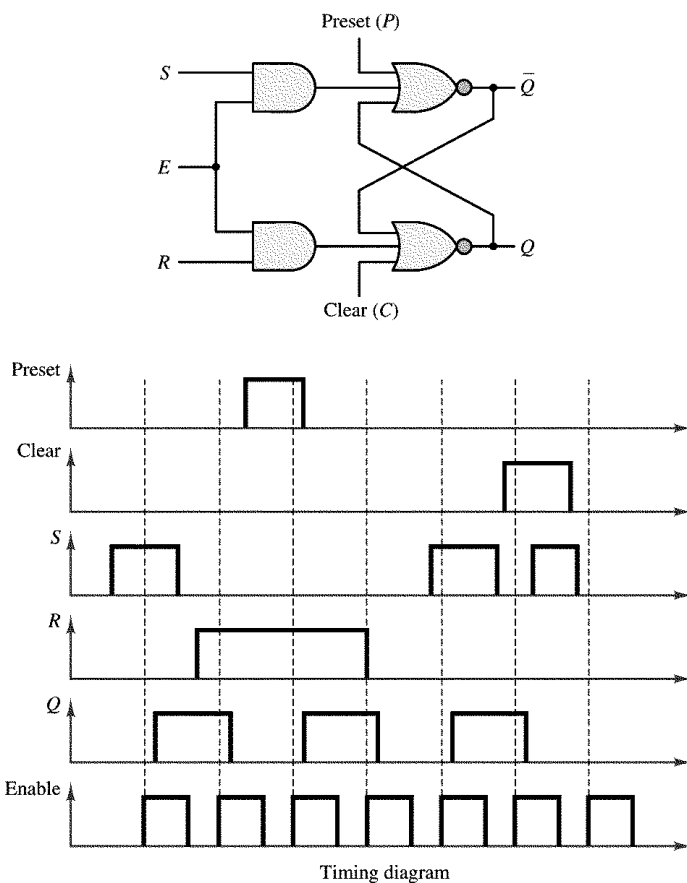 Preset (P)
S
Q̄
E
R
Q
Clear (C)
Preset
Clear
S
R
Q
Enable
Timing diagram